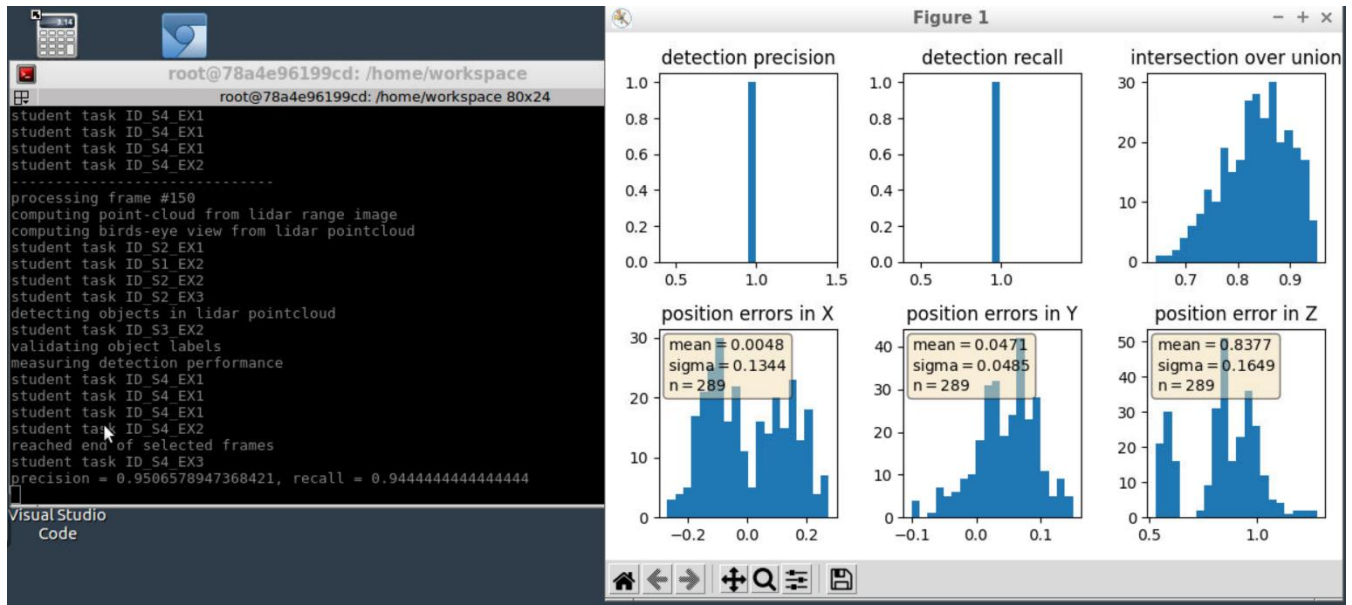 3.14
root@78a4e96199cd: /home/workspace
root@78a4e96199cd: /home/workspace 80x24
student task ID_S4_EX1
student task ID_S4_EX1
student task ID_S4_EX1
student task ID_S4_EX2
------------------------------
processing frame #150
computing point-cloud from lidar range image
computing birds-eye view from lidar pointcloud
student task ID_S2_EX1
student task ID_S1_EX2
student task ID_S2_EX2
student task ID_S2_EX3
detecting objects in lidar pointcloud
student task ID_S3_EX2
validating object labels
measuring detection performance
student task ID_S4_EX1
student task ID_S4_EX1
student task ID_S4_EX1
student task ID_S4_EX2
reached end of selected frames
student task ID_S4_EX3
precision = 0.9506578947368421, recall = 0.9444444444444444
Visual Studio
Code
Figure 1
detection precision
1.0
0.8
0.6
0.4
0.2
0.0
0.5 1.0 1.5
detection recall
1.0
0.8
0.6
0.4
0.2
0.0
0.5 1.0
intersection over union
30
20
10
0
0.7 0.8 0.9
position errors in X
mean = 0.0048
sigma = 0.1344
n = 289
30
20
10
0
−0.2 0.0 0.2
position errors in Y
mean = 0.0471
sigma = 0.0485
n = 289
40
30
20
10
0
−0.1 0.0 0.1
position error in Z
mean = 0.8377
sigma = 0.1649
n = 289
50
40
30
20
10
0
0.5 1.0